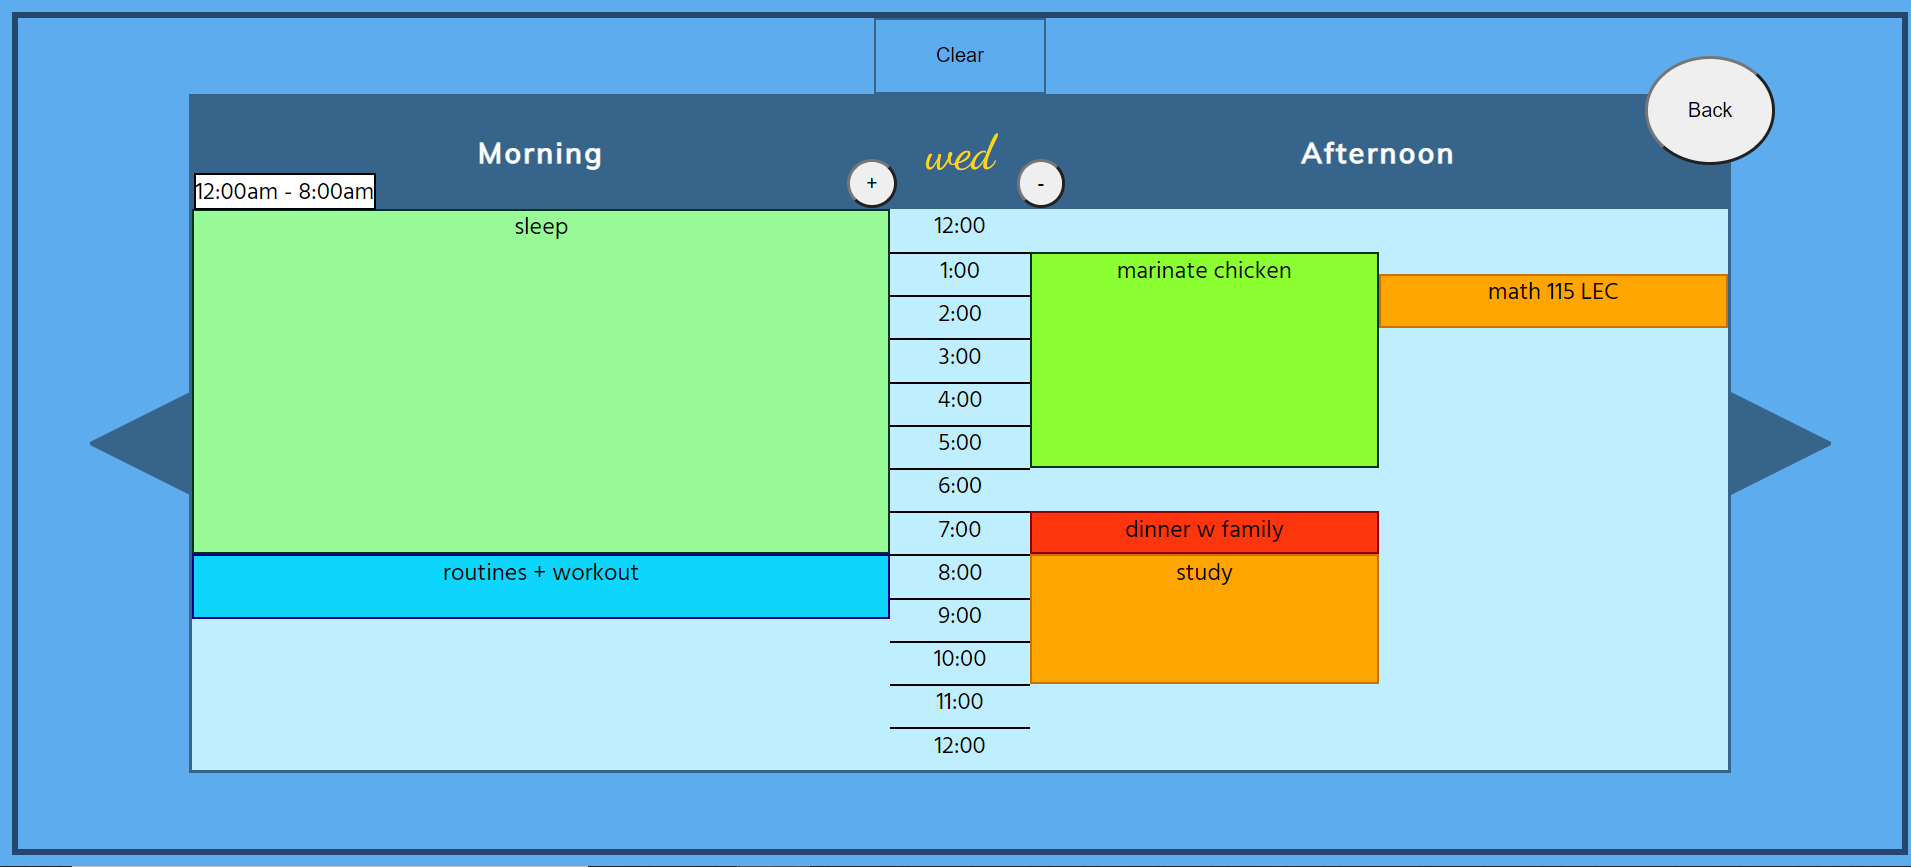 Clear
Back
Morning
wed
Afternoon
+
-
12:00am - 8:00am
sleep
12:00
1:00
marinate chicken
math 115 LEC
2:00
3:00
4:00
5:00
6:00
7:00
dinner w family
routines + workout
8:00
study
9:00
10:00
11:00
12:00